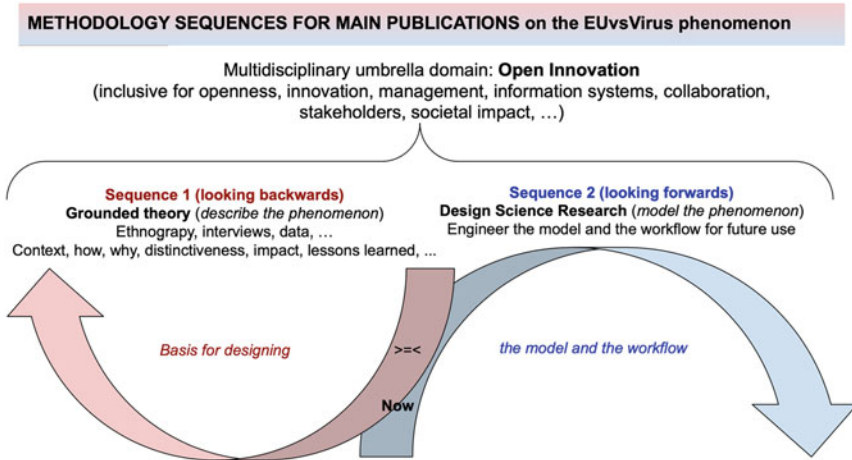 METHODOLOGY SEQUENCES FOR MAIN PUBLICATIONS on the EUvsVirus phenomenon
Multidisciplinary umbrella domain: Open Innovation
(inclusive for openness, innovation, management, information systems, collaboration,
stakeholders, societal impact, …)
Sequence 1 (looking backwards)
Grounded theory (describe the phenomenon)
Ethnograpy, interviews, data, …
Context, how, why, distinctiveness, impact, lessons learned, ...
Sequence 2 (looking forwards)
Design Science Research (model the phenomenon)
Engineer the model and the workflow for future use
Basis for designing
>=<
the model and the workflow
Now